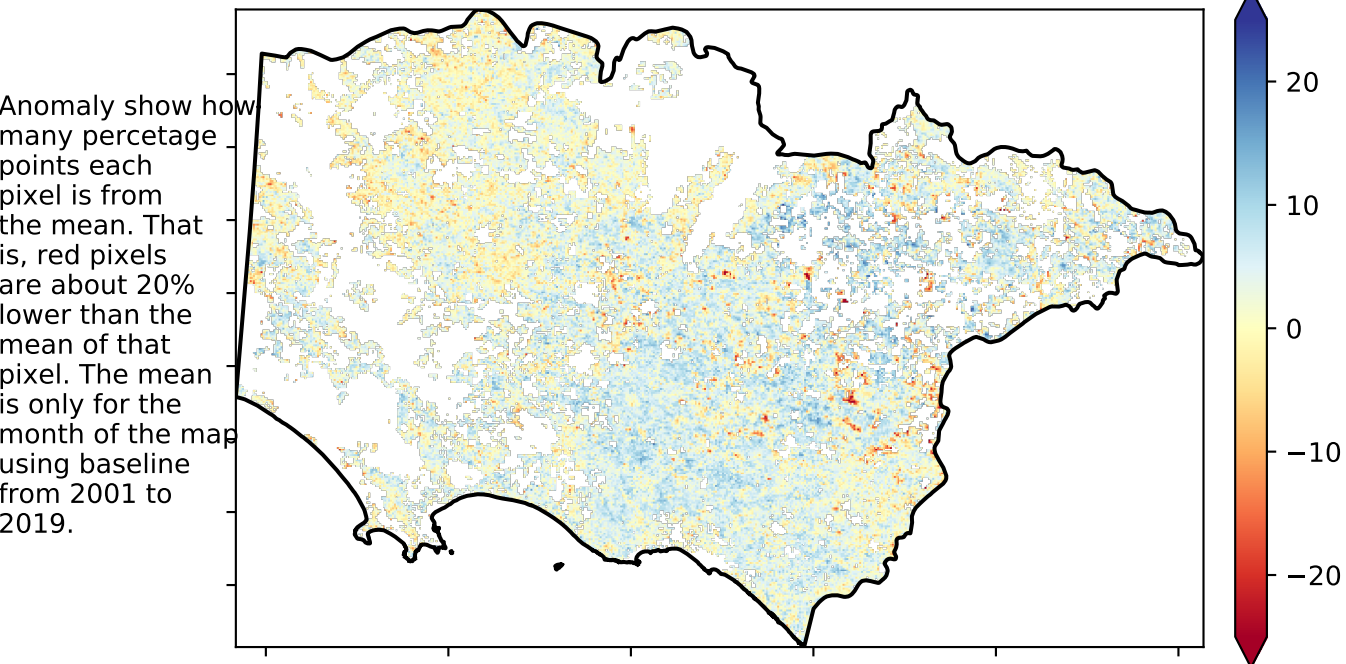 Anomaly show how
many percetage
points each
pixel is from
the mean. That
is, red pixels
are about 20%
lower than the
mean of that
pixel. The mean
is only for the
month of the map
using baseline
from 2001 to
2019.
20
10
0
−10
−20